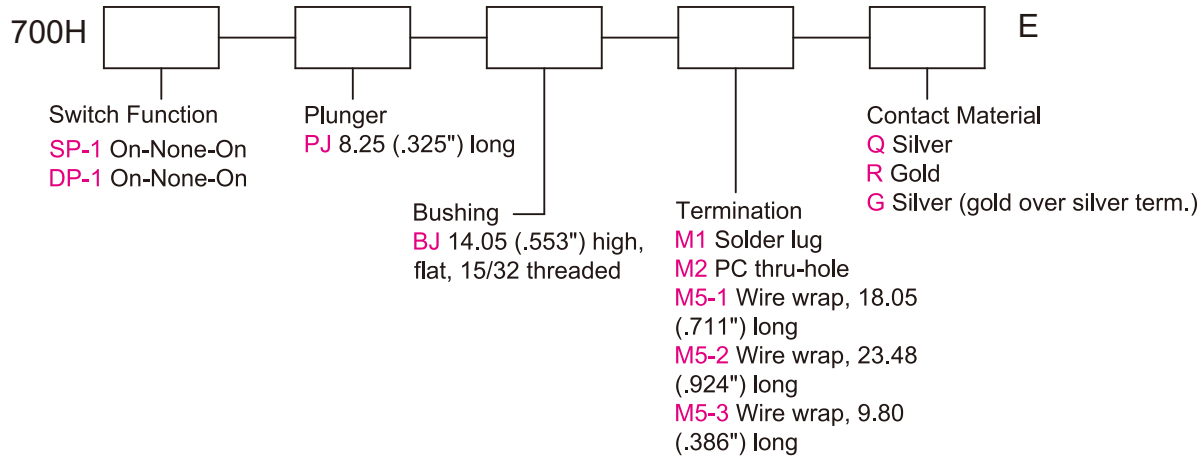 700H
E
Switch Function
SP-1 On-None-On
DP-1 On-None-On
Plunger
PJ 8.25 (.325") long
Bushing
BJ 14.05 (.553") high,
flat, 15/32 threaded
Termination
M1 Solder lug
M2 PC thru-hole
M5-1 Wire wrap, 18.05
(.711") long
M5-2 Wire wrap, 23.48
(.924") long
M5-3 Wire wrap, 9.80
(.386") long
Contact Material
Q Silver
R Gold
G Silver (gold over silver term.)